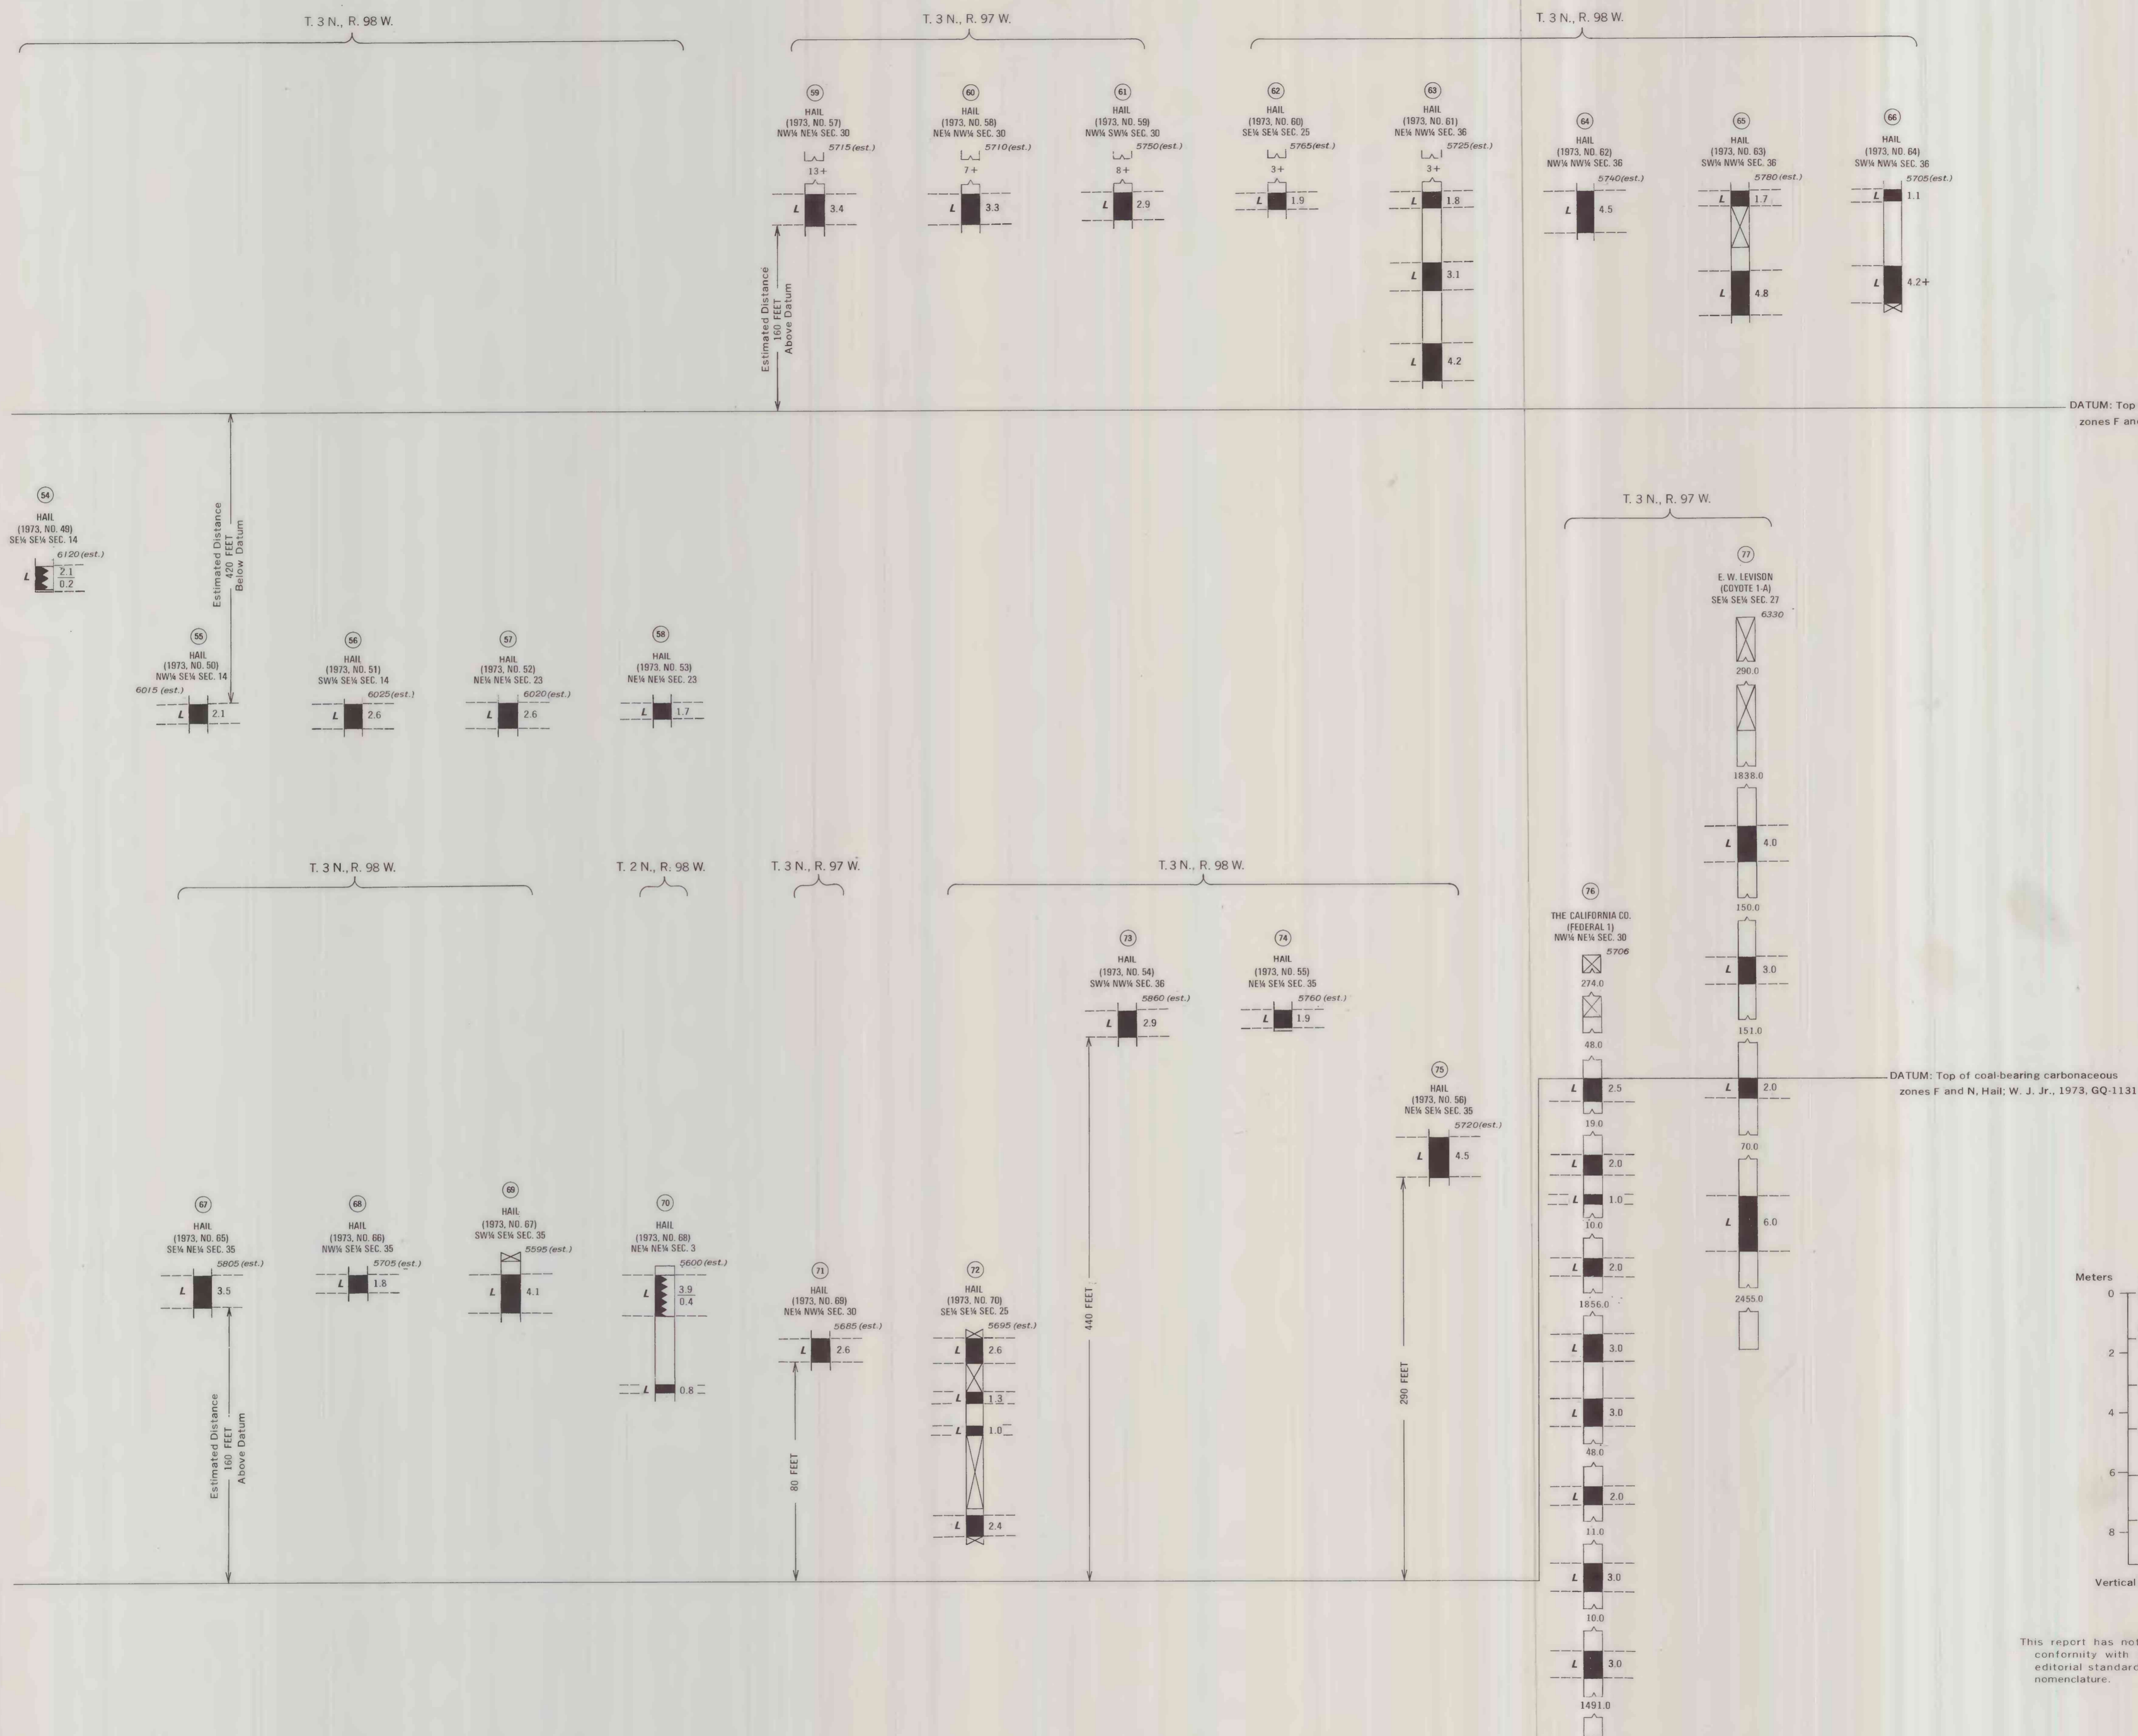 T. 3 N., R. 98 W.
T. 3 N., R. 97 W.
T. 3 N., R. 98 W.
59
HAIL
(1973, NO. 57)
NW¼ NE¼ SEC. 30
5715(est.)
13+
L 3.4
60
HAIL
(1973, NO. 58)
NE¼ NW¼ SEC. 30
5710(est.)
7+
L 3.3
61
HAIL
(1973, NO. 59)
NW¼ SW¼ SEC. 30
5750(est.)
8+
L 2.9
62
HAIL
(1973, NO. 60)
SE¼ SE¼ SEC. 25
5765(est.)
3+
L 1.9
63
HAIL
(1973, NO. 61)
NE¼ NW¼ SEC. 36
5725(est.)
3+
L 1.8
L 3.1
L 4.2
64
HAIL
(1973, NO. 62)
NW¼ NW¼ SEC. 36
5740(est.)
L 4.5
65
HAIL
(1973, NO. 63)
SW¼ NW¼ SEC. 36
5780(est.)
L 1.7
L 4.8
66
HAIL
(1973, NO. 64)
SW¼ NW¼ SEC. 36
5705(est.)
L 1.1
L 4.2+
Estimated Distance
160 FEET
Above Datum
DATUM: Top
zones F an
54
HAIL
(1973, NO. 49)
SE¼ SE¼ SEC. 14
6120(est.)
L 2.1
0.2
Estimated Distance
420 FEET
Below Datum
55
HAIL
(1973, NO. 50)
NW¼ SE¼ SEC. 14
6015 (est.)
L 2.1
56
HAIL
(1973, NO. 51)
SW¼ SE¼ SEC. 14
6025(est.)
L 2.6
57
HAIL
(1973, NO. 52)
NE¼ NE¼ SEC. 23
6020(est.)
L 2.6
58
HAIL
(1973, NO. 53)
NE¼ NE¼ SEC. 23
L 1.7
T. 3 N., R. 97 W.
77
E. W. LEVISON
(COYOTE 1-A)
SE¼ SE¼ SEC. 27
6330
290.0
1838.0
L 4.0
150.0
L 3.0
151.0
L 2.0
70.0
L 6.0
2455.0
76
THE CALIFORNIA CO.
(FEDERAL 1)
NW¼ NE¼ SEC. 30
5706
274.0
48.0
L 2.5
19.0
L 2.0
L 1.0
10.0
L 2.0
1856.0
L 3.0
L 3.0
48.0
L 2.0
11.0
L 3.0
10.0
L 3.0
1491.0
T. 3 N., R. 98 W.
T. 2 N., R. 98 W.
T. 3 N., R. 97 W.
T. 3 N., R. 98 W.
67
HAIL
(1973, NO. 65)
SE¼ NE¼ SEC. 35
5805 (est.)
L 3.5
Estimated Distance
160 FEET
Above Datum
68
HAIL
(1973, NO. 66)
NW¼ SE¼ SEC. 35
5705(est.)
L 1.8
69
HAIL
(1973, NO. 67)
SW¼ SE¼ SEC. 35
5595(est.)
L 4.1
70
HAIL
(1973, NO. 68)
NE¼ NE¼ SEC. 3
5600(est.)
L 3.9
0.4
L 0.8
71
HAIL
(1973, NO. 69)
NE¼ NW¼ SEC. 30
5685 (est.)
L 2.6
80 FEET
72
HAIL
(1973, NO. 70)
SE¼ SE¼ SEC. 25
5695 (est.)
L 2.6
L 1.3
L 1.0
L 2.4
73
HAIL
(1973, NO. 54)
SW¼ NW¼ SEC. 36
5860 (est.)
L 2.9
440 FEET
74
HAIL
(1973, NO. 55)
NE¼ SE¼ SEC. 35
5760 (est.)
L 1.9
75
HAIL
(1973, NO. 56)
NE¼ SE¼ SEC. 35
5720(est.)
L 4.5
290 FEET
DATUM: Top of coal-bearing carbonaceous
zones F and N, Hail; W. J. Jr., 1973, GQ-1131
Meters
0
2
4
6
8
Vertical
This report has not
conformity with
editorial standard
nomenclature.